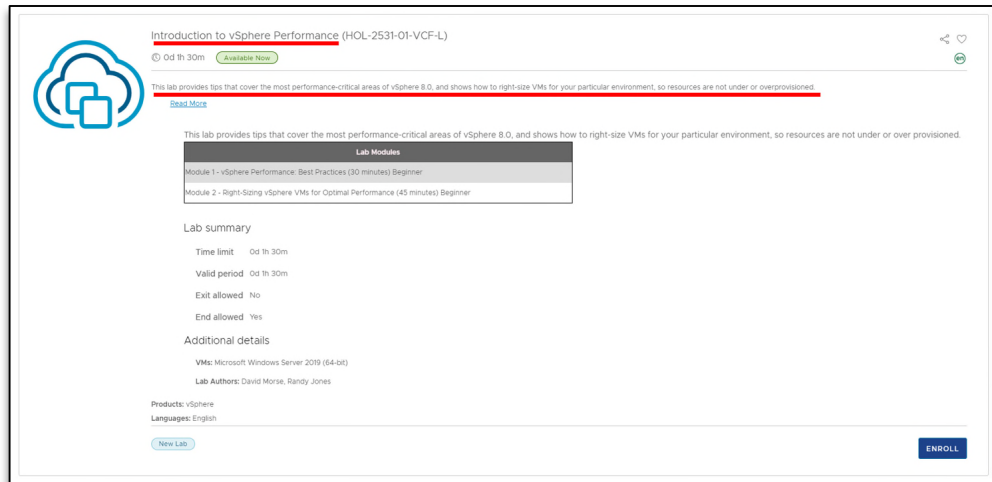 Introduction to vSphere Performance (HOL-2531-01-VCF-L)
0d 1h 30m Available Now
en
This lab provides tips that cover the most performance-critical areas of vSphere 8.0, and shows how to right-size VMs for your particular environment, so resources are not under or overprovisioned.
Read More
This lab provides tips that cover the most performance-critical areas of vSphere 8.0, and shows how to right-size VMs for your particular environment, so resources are not under or over provisioned.
Lab Modules
Module 1 - vSphere Performance: Best Practices (30 minutes) Beginner
Module 2 - Right-Sizing vSphere VMs for Optimal Performance (45 minutes) Beginner
Lab summary
Time limit 0d 1h 30m
Valid period 0d 1h 30m
Exit allowed No
End allowed Yes
Additional details
VMs: Microsoft Windows Server 2019 (64-bit)
Lab Authors: David Morse, Randy Jones
Products: vSphere
Languages: English
New Lab
ENROLL